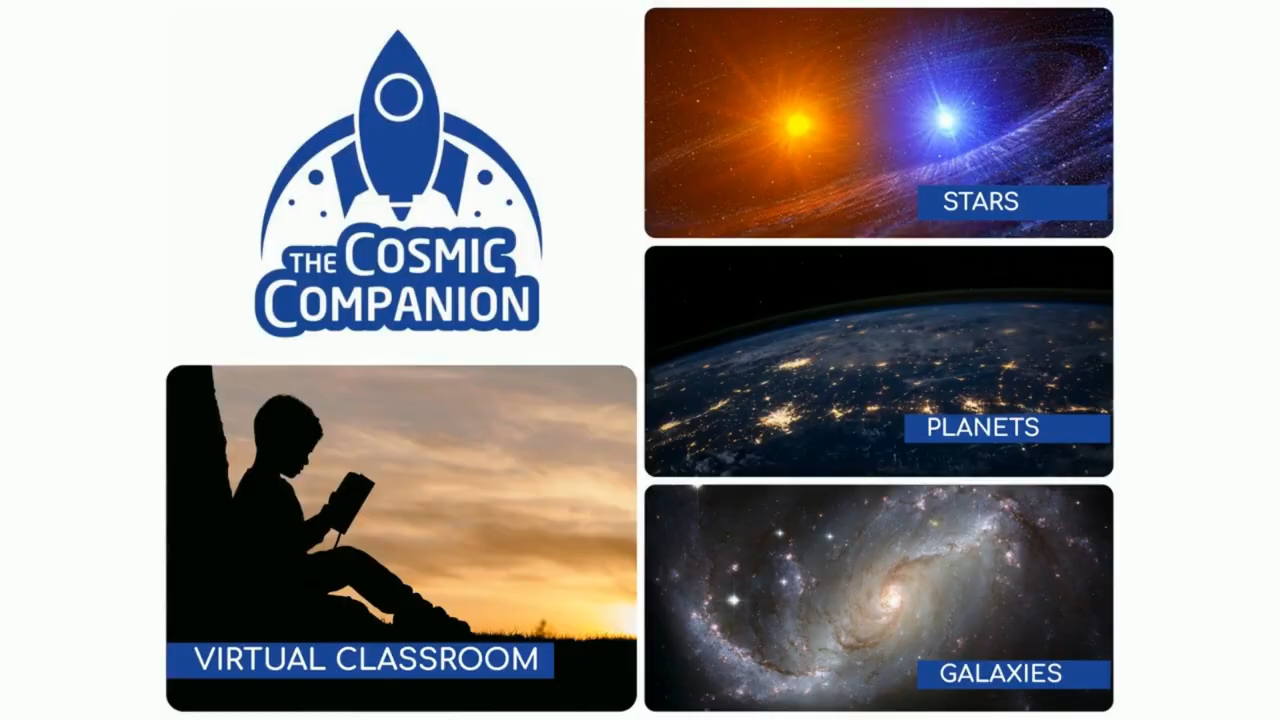 THE COSMIC
COMPANION
STARS
PLANETS
VIRTUAL CLASSROOM
GALAXIES